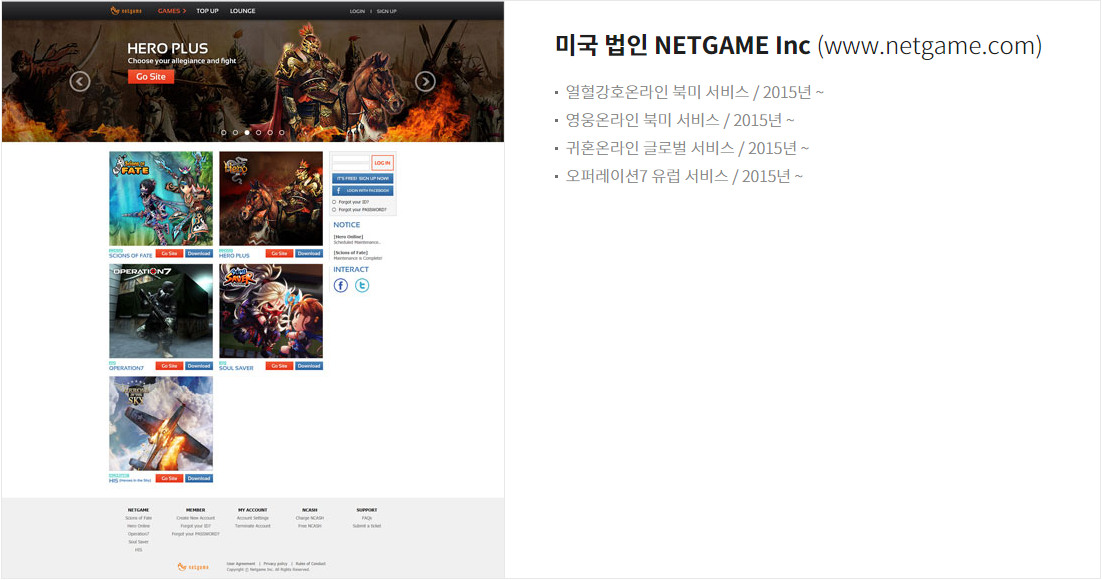 netgame
GAMES > TOP UP LOUNGE
LOGIN | SIGN UP
HERO PLUS
Choose your allegiance and fight
Go Site
FATE
Hero
LOG IN
IT'S FREE! SIGN UP NOW!
f LOGIN WITH FACEBOOK
Forgot your ID?
Forgot your PASSWORD?
SCIONS OF FATE Go Site Download
HERO PLUS Go Site Download
NOTICE
[Hero Online]
Scheduled Maintenance..
[Scions of Fate]
Maintenance is Complete!
INTERACT
OPERATION7
SOUL SAVER
OPERATION7 Go Site Download
SOUL SAVER Go Site Download
SKY
HIS (Heroes in the Sky) Go Site Download
NETGAME
Scions of Fate
Hero Online
Operation7
Soul Saver
HIS
MEMBER
Create New Account
Forgot your ID?
Forgot your PASSWORD?
MY ACCOUNT
Account Settings
Terminate Account
NCASH
Charge NCASH
Free NCASH
SUPPORT
FAQs
Submit a ticket
netgame
User Agreement | Privacy policy | Rules of Conduct
Copyright ⓒ Netgame Inc. All Rights Reserved.
미국 법인 NETGAME Inc (www.netgame.com)
▪ 열혈강호온라인 북미 서비스 / 2015년 ~
▪ 영웅온라인 북미 서비스 / 2015년 ~
▪ 귀혼온라인 글로벌 서비스 / 2015년 ~
▪ 오퍼레이션7 유럽 서비스 / 2015년 ~